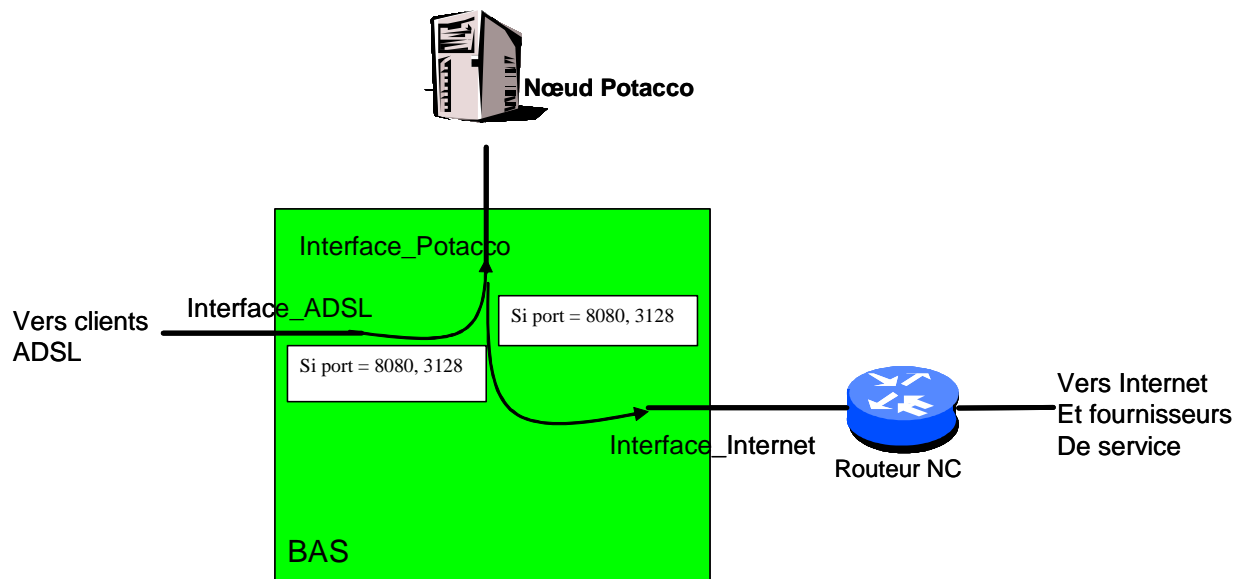 Nœud Potacco
Interface_Potacco
Interface_ADSL
Vers clients
ADSL
Si port = 8080, 3128
Si port = 8080, 3128
Vers Internet
Et fournisseurs
De service
Interface_Internet
Routeur NC
BAS